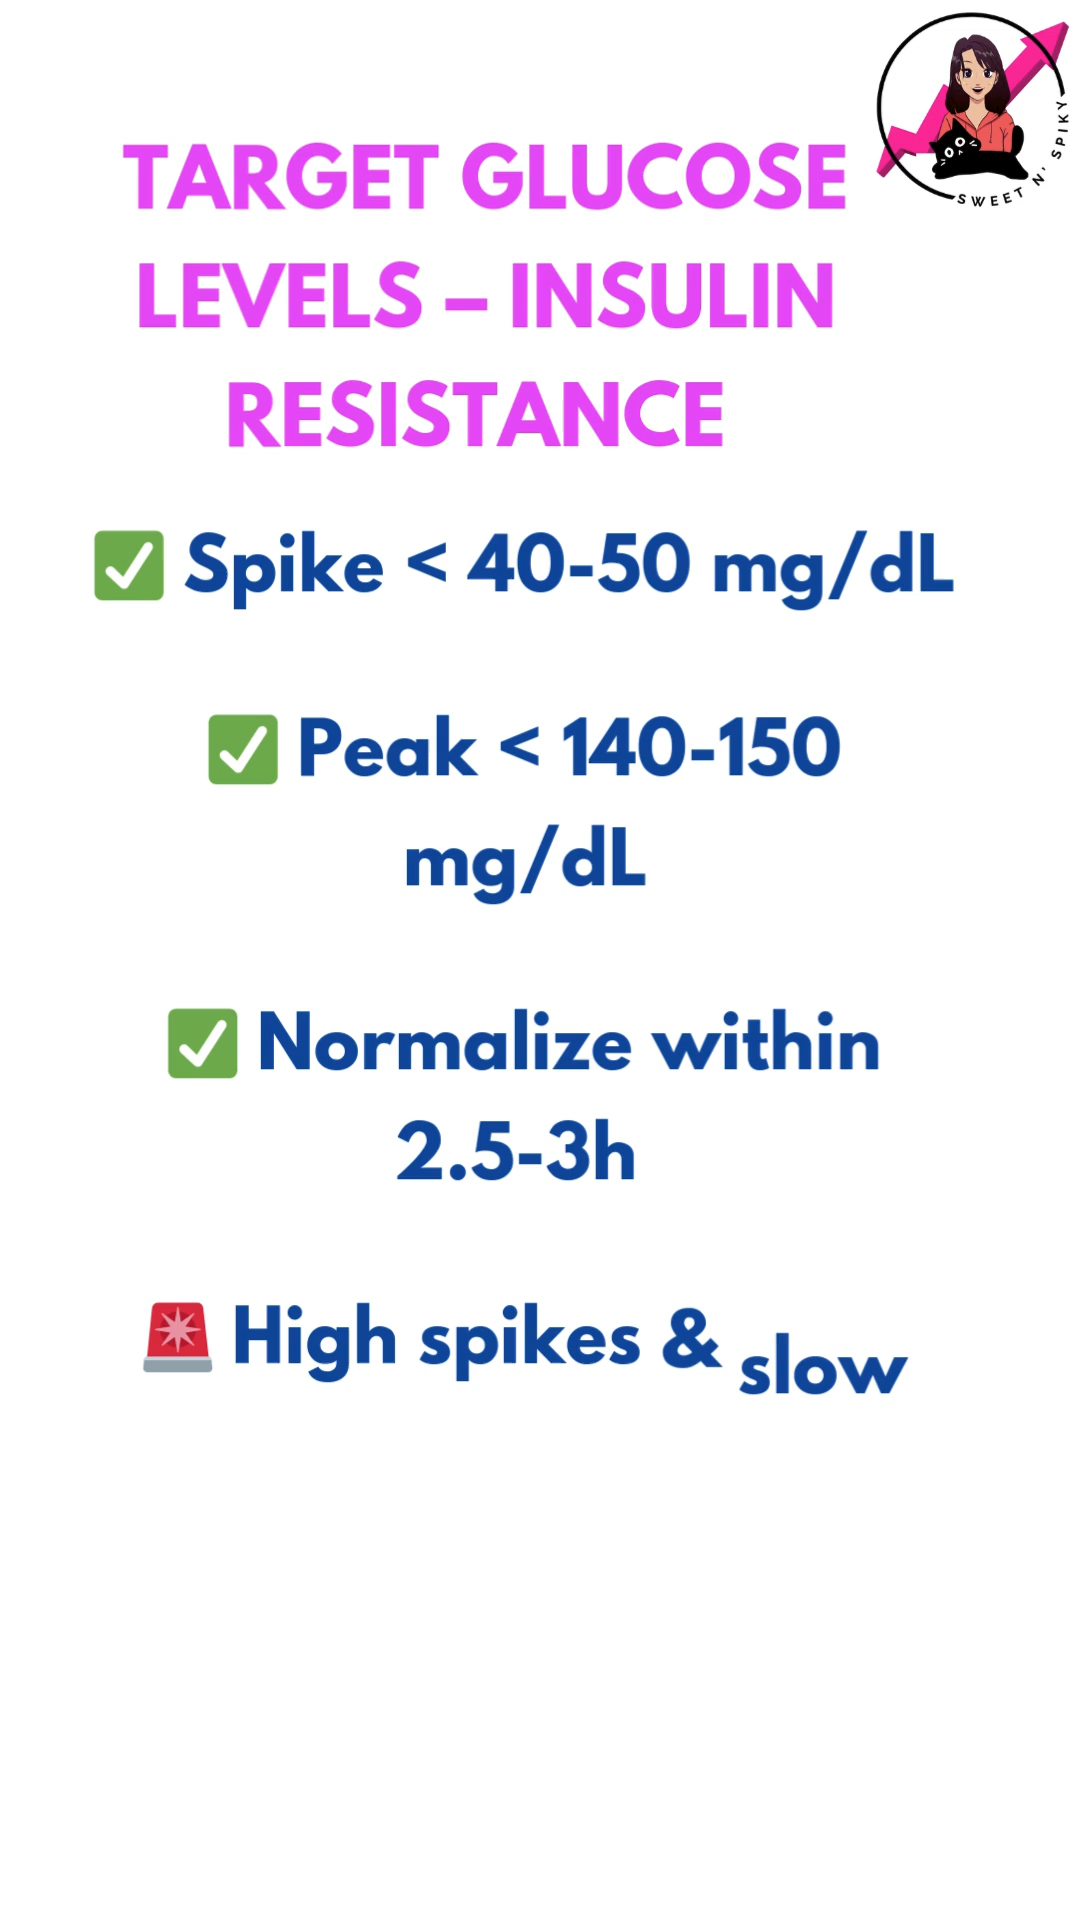 SWEET N' SPIKY
TARGET GLUCOSE
LEVELS – INSULIN
RESISTANCE
✅ Spike < 40-50 mg/dL
✅ Peak < 140-150
mg/dL
✅ Normalize within
2.5-3h
🚨 High spikes & slow